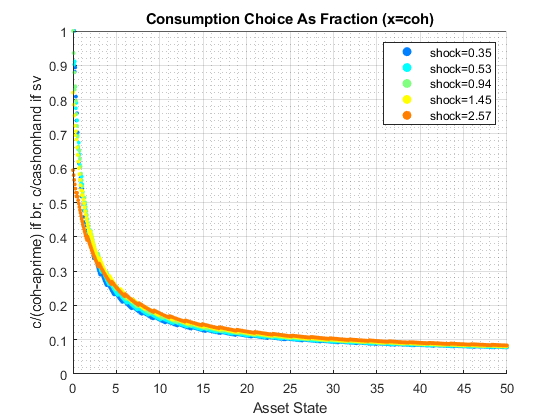 Consumption Choice As Fraction (x=coh)
c/(coh-aprime) if br, c/cashonhand if sv
1
0.9
0.8
0.7
0.6
0.5
0.4
0.3
0.2
0.1
0
shock=0.35
shock=0.53
shock=0.94
shock=1.45
shock=2.57
0 5 10 15 20 25 30 35 40 45 50
Asset State